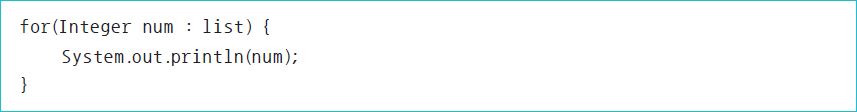 for(Integer num : list) {
    System.out.println(num);
}